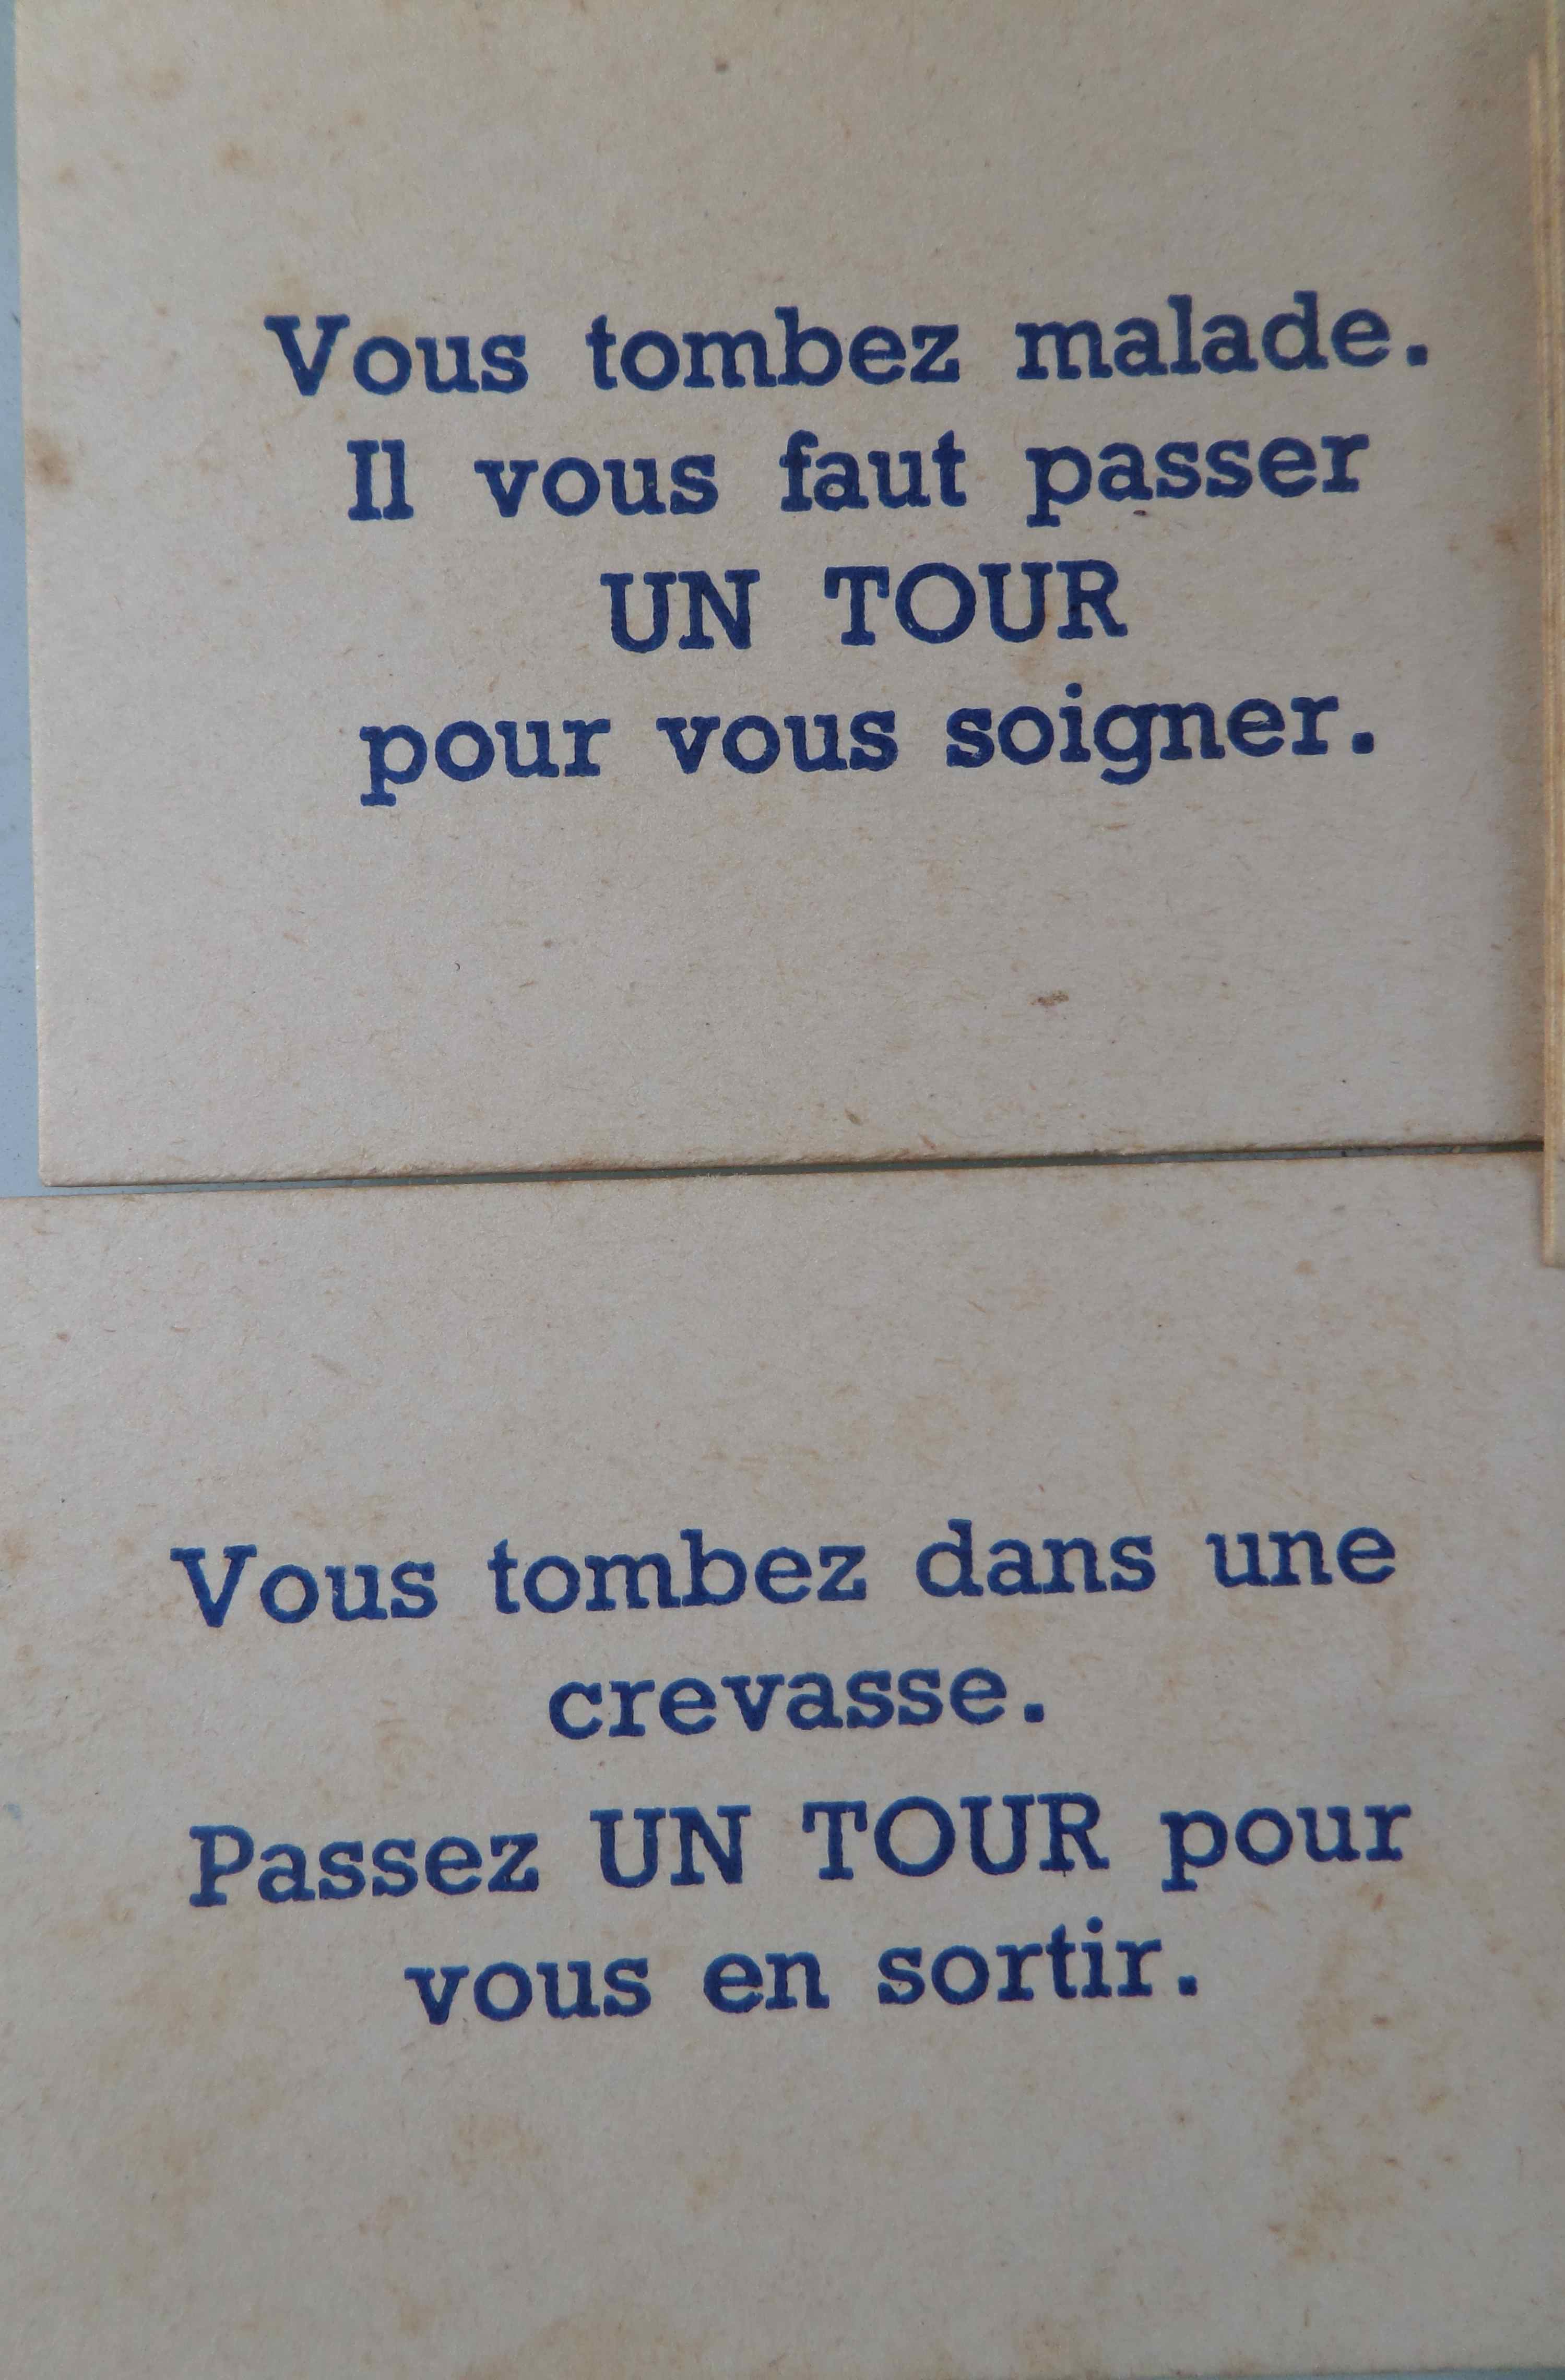 Vous tombez malade.
Il vous faut passer
UN TOUR
pour vous soigner.
Vous tombez dans une
crevasse.
Passez UN TOUR pour
vous en sortir.